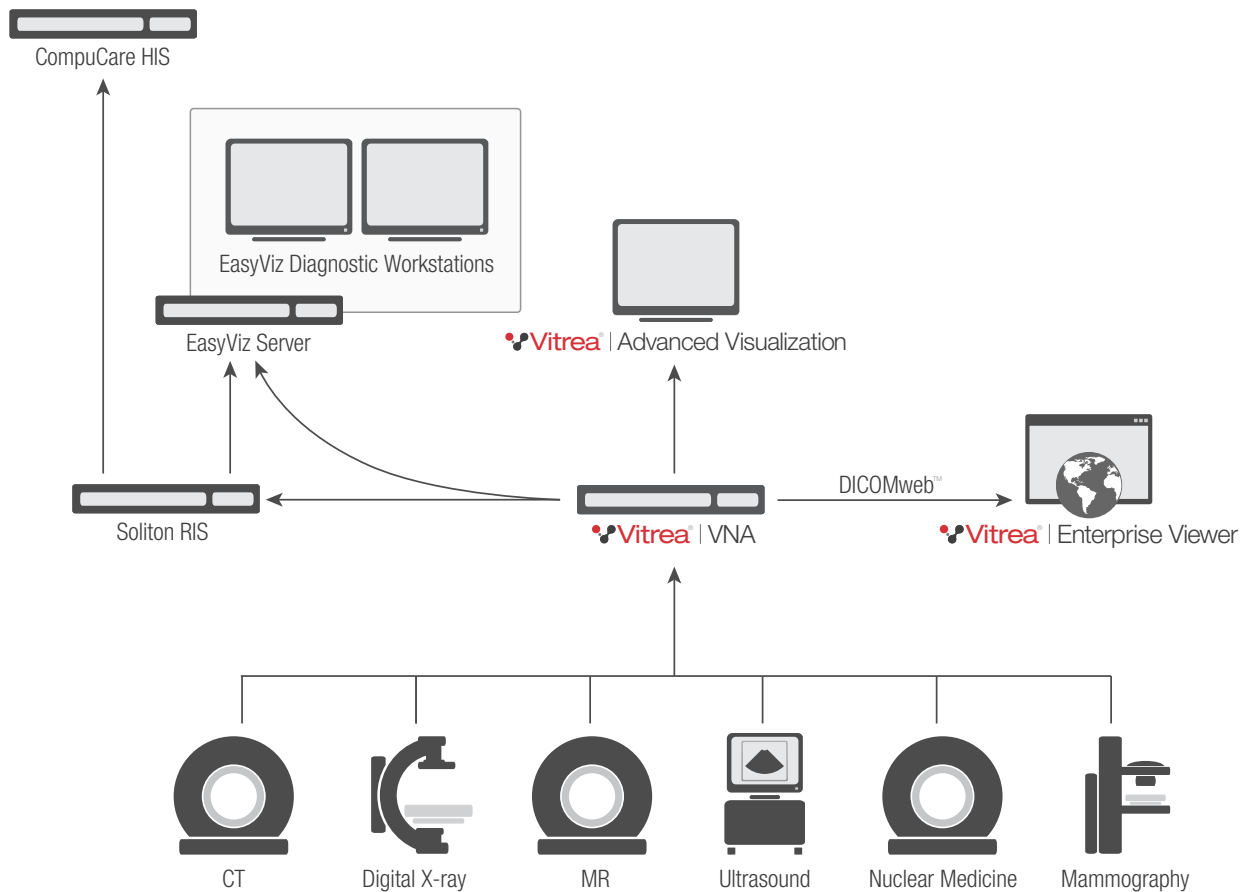 CompuCare HIS
EasyViz Diagnostic Workstations
EasyViz Server
Vitrea® | Advanced Visualization
DICOMweb™
Soliton RIS
Vitrea® | VNA
Vitrea® | Enterprise Viewer
CT
Digital X-ray
MR
Ultrasound
Nuclear Medicine
Mammography